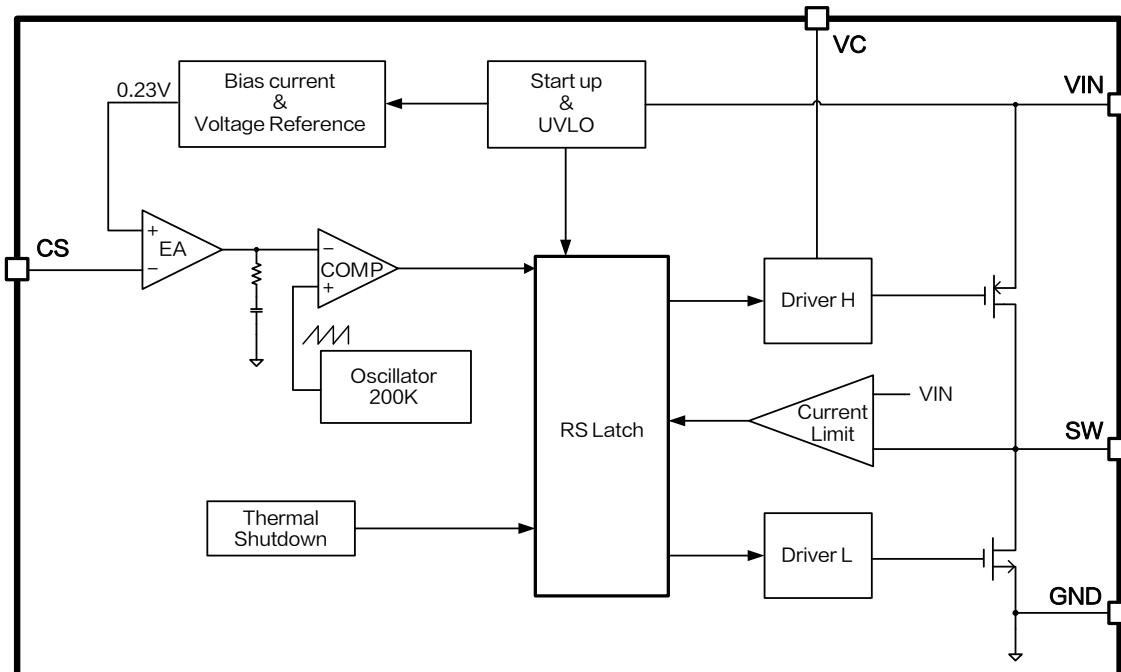 VC
VIN
0.23V
Bias current
&
Voltage Reference
Start up
&
UVLO
CS
+
EA
−
−
COMP
+
Oscillator
200K
RS Latch
Driver H
VIN
Current
Limit
SW
Thermal
Shutdown
Driver L
GND